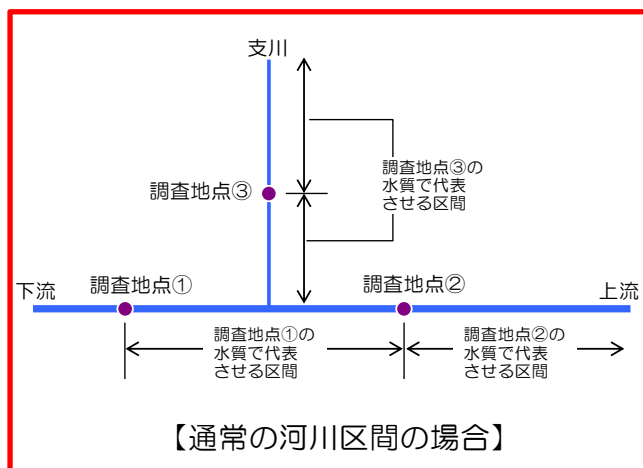 支川
調査地点③の
水質で代表
させる区間
調査地点③
下流
調査地点①
調査地点②
上流
調査地点①の
水質で代表
させる区間
調査地点②の
水質で代表
させる区間
【通常の河川区間の場合】